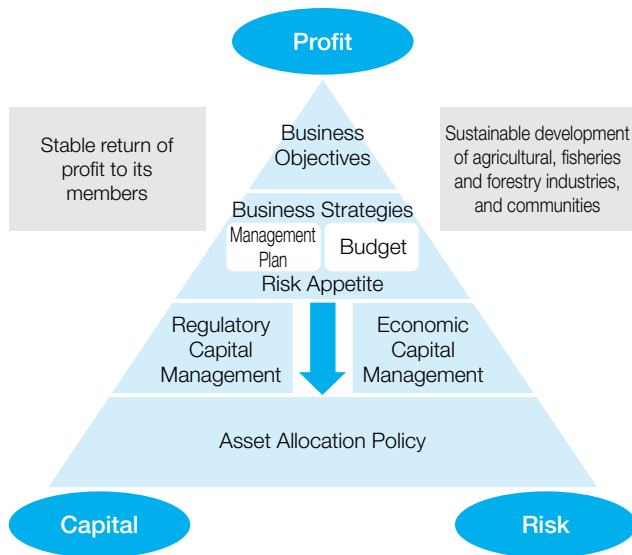 Profit
Business
Objectives
Stable return of
profit to its
members
Sustainable development
of agricultural, fisheries
and forestry industries,
and communities
Business Strategies
Management
Plan
Budget
Risk Appetite
Regulatory
Capital
Management
Economic
Capital
Management
Asset Allocation Policy
Capital
Risk